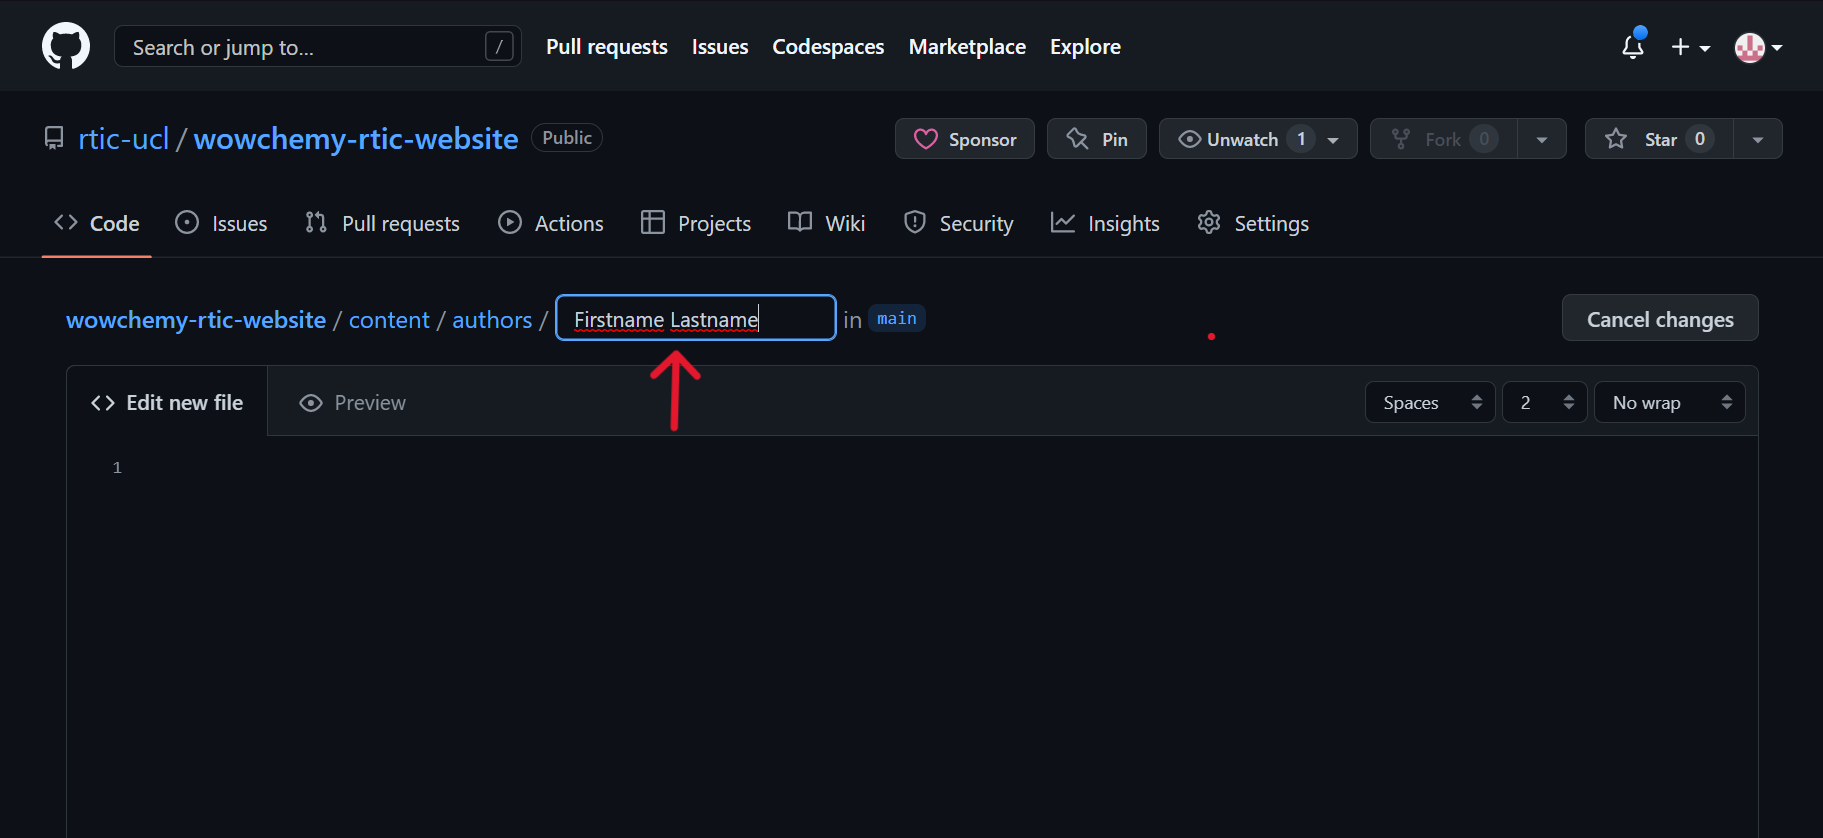 Search or jump to... / Pull requests Issues Codespaces Marketplace Explore
rtic-ucl / wowchemy-rtic-website Public Sponsor Pin Unwatch 1 Fork 0 Star 0
Code Issues Pull requests Actions Projects Wiki Security Insights Settings
wowchemy-rtic-website / content / authors / Firstname Lastname in main Cancel changes
Edit new file Preview Spaces 2 No wrap
1